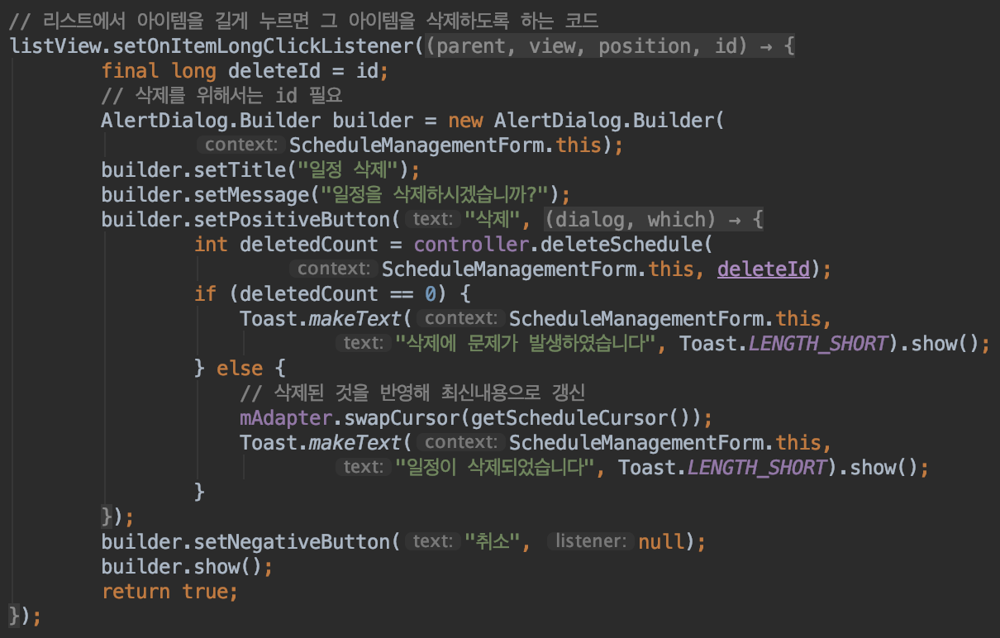 // 리스트에서 아이템을 길게 누르면 그 아이템을 삭제하도록 하는 코드
listView.setOnItemLongClickListener((parent, view, position, id) → {
final long deleteId = id;
// 삭제를 위해서는 id 필요
AlertDialog.Builder builder = new AlertDialog.Builder(
context: ScheduleManagementForm.this);
builder.setTitle("일정 삭제");
builder.setMessage("일정을 삭제하시겠습니까?");
builder.setPositiveButton( text: "삭제", (dialog, which) → {
int deletedCount = controller.deleteSchedule(
context: ScheduleManagementForm.this, deleteId);
if (deletedCount == 0) {
Toast.makeText( context: ScheduleManagementForm.this,
text: "삭제에 문제가 발생하였습니다", Toast.LENGTH_SHORT).show();
} else {
// 삭제된 것을 반영해 최신내용으로 갱신
mAdapter.swapCursor(getScheduleCursor());
Toast.makeText( context: ScheduleManagementForm.this,
text: "일정이 삭제되었습니다", Toast.LENGTH_SHORT).show();
}
});
builder.setNegativeButton( text: "취소", listener: null);
builder.show();
return true;
});